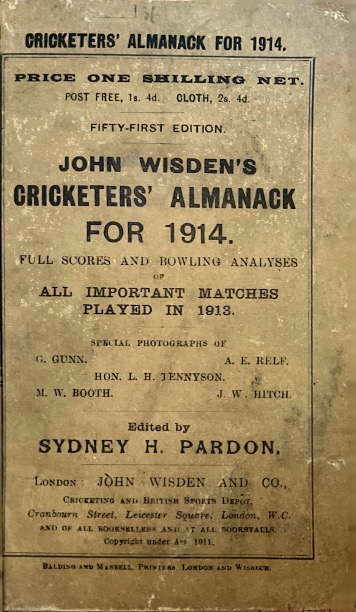 CRICKETERS' ALMANACK FOR 1914.
PRICE ONE SHILLING NET.
POST FREE, 1s. 4d. CLOTH, 2s. 4d.
FIFTY-FIRST EDITION.
JOHN WISDEN'S
CRICKETERS' ALMANACK
FOR 1914.
FULL SCORES AND BOWLING ANALYSES
OF
ALL IMPORTANT MATCHES
PLAYED IN 1913.
SPECIAL PHOTOGRAPHS OF
G. GUNN. A. E. RELF.
HON. L. H. TENNYSON.
M. W. BOOTH. J. W. HITCH.
Edited by
SYDNEY H. PARDON.
LONDON: JOHN WISDEN AND CO.,
CRICKETING AND BRITISH SPORTS DEPOT,
Cranbourn Street, Leicester Square, London, W.C.
AND OF ALL BOOKSELLERS AND AT ALL BOOKSTALLS.
Copyright under Act 1911.
BALDING AND MANSELL, PRINTERS, LONDON AND WISBECH.